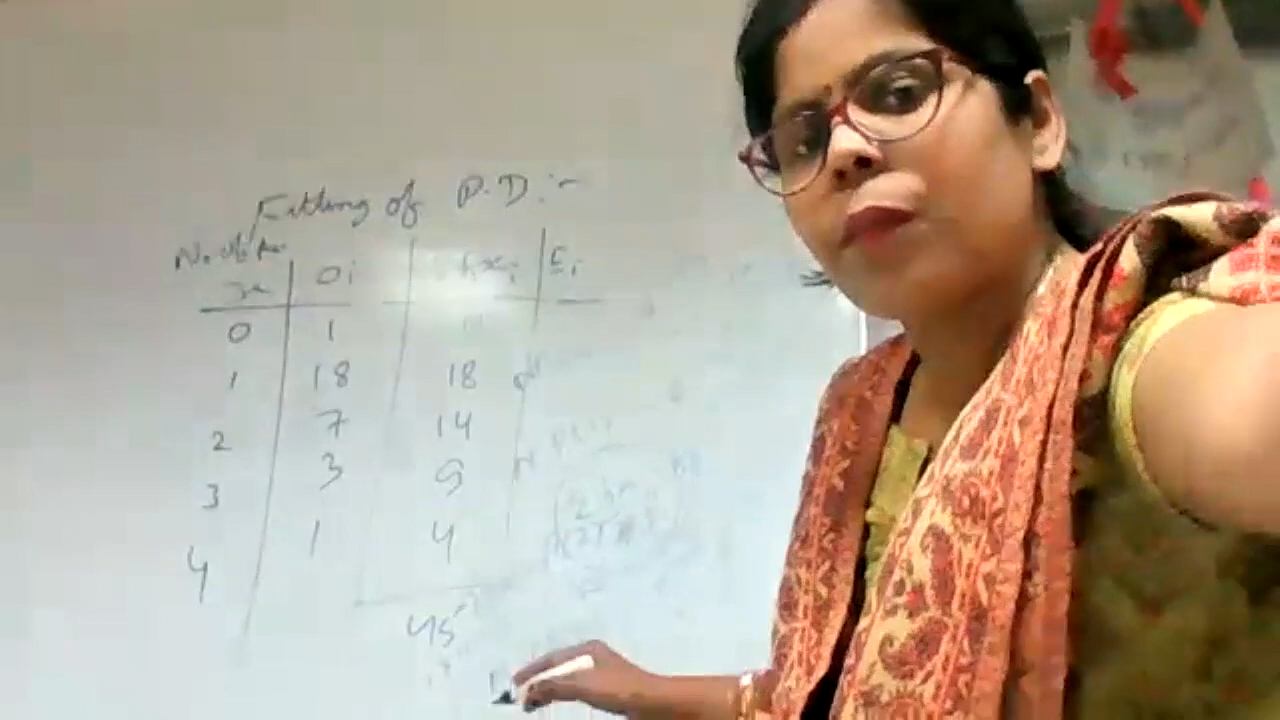 Fitting of P.D:-
No. of
x Oi fixi Ei
0 1
1 18 18
2 7 14
3 3 9
4 1 4
45